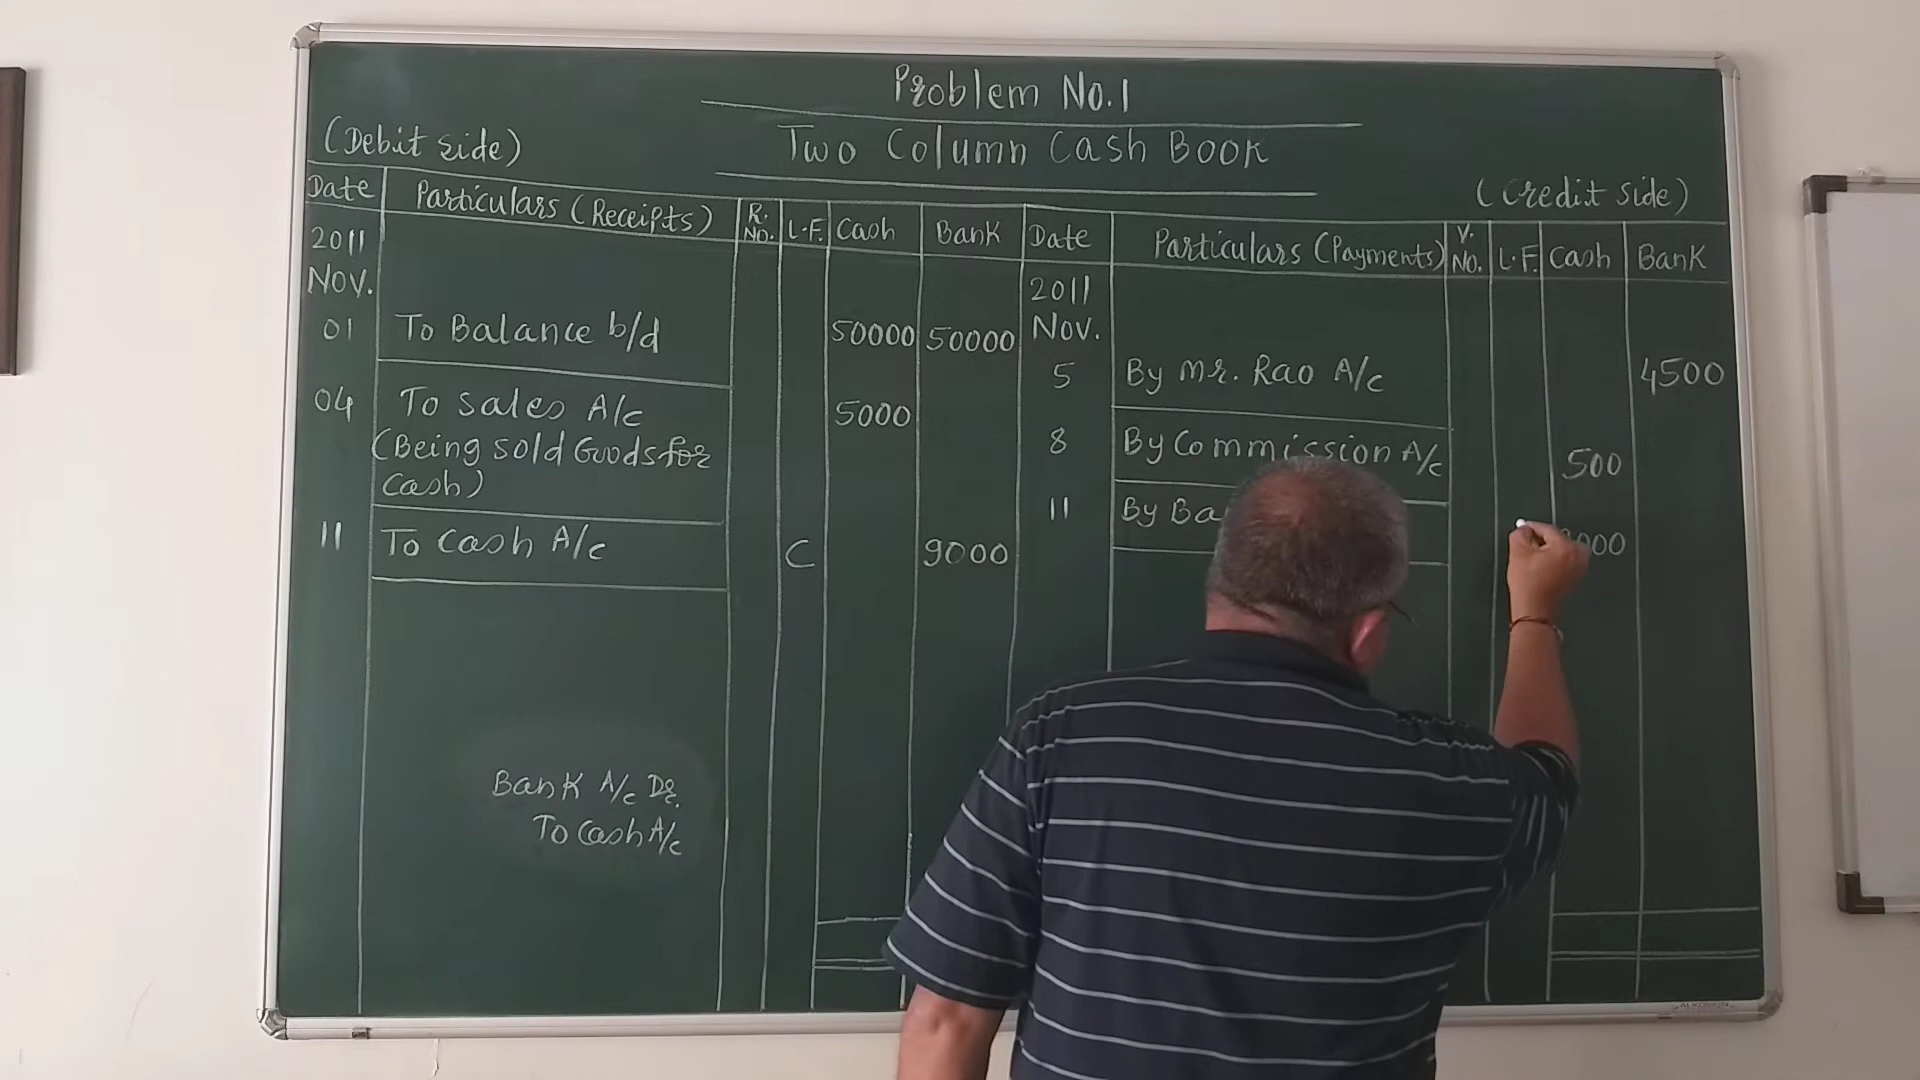 Problem No.1
Two Column Cash Book
(Debit side)
(Credit side)
Date Particulars (Receipts) R. NO. L.F. Cash Bank Date Particulars (Payments) V. NO. L.F. Cash Bank
2011
NOV.
01 To Balance b/d 50000 50000
04 To Sales A/c 5000
(Being sold Goods for
Cash)
11 To Cash A/c C 9000
Bank A/c Dr.
To Cash A/c
2011
Nov.
5 By Mr. Rao A/c 4500
8 By Commission A/c 500
11 By